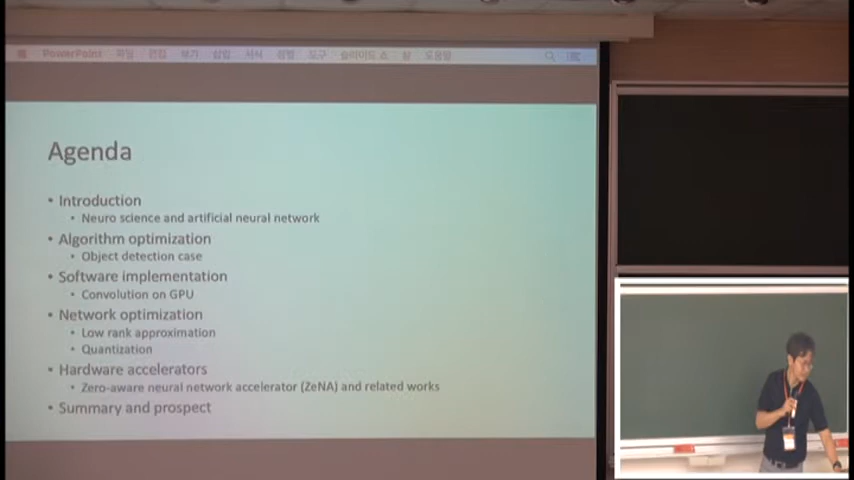 PowerPoint 파일 편집 보기 삽입 서식 정렬 도구 슬라이드 쇼 창 도움말
Agenda
• Introduction
• Neuro science and artificial neural network
• Algorithm optimization
• Object detection case
• Software implementation
• Convolution on GPU
• Network optimization
• Low rank approximation
• Quantization
• Hardware accelerators
• Zero-aware neural network accelerator (ZeNA) and related works
• Summary and prospect